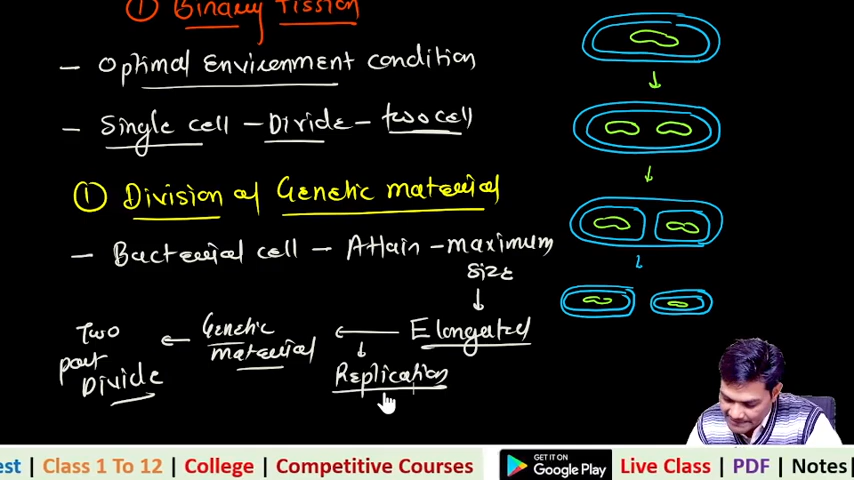 ① Binary fission
- Optimal Environment condition
- Single cell - Divide - two cell
① Division of Genetic material
- Bacterial cell - Attain - maximum
size
Elongated
Replication
Genetic
material
Two
part
Divide
est | Class 1 To 12 | College | Competitive Courses
GET IT ON
Google Play
Live Class | PDF | Notes |